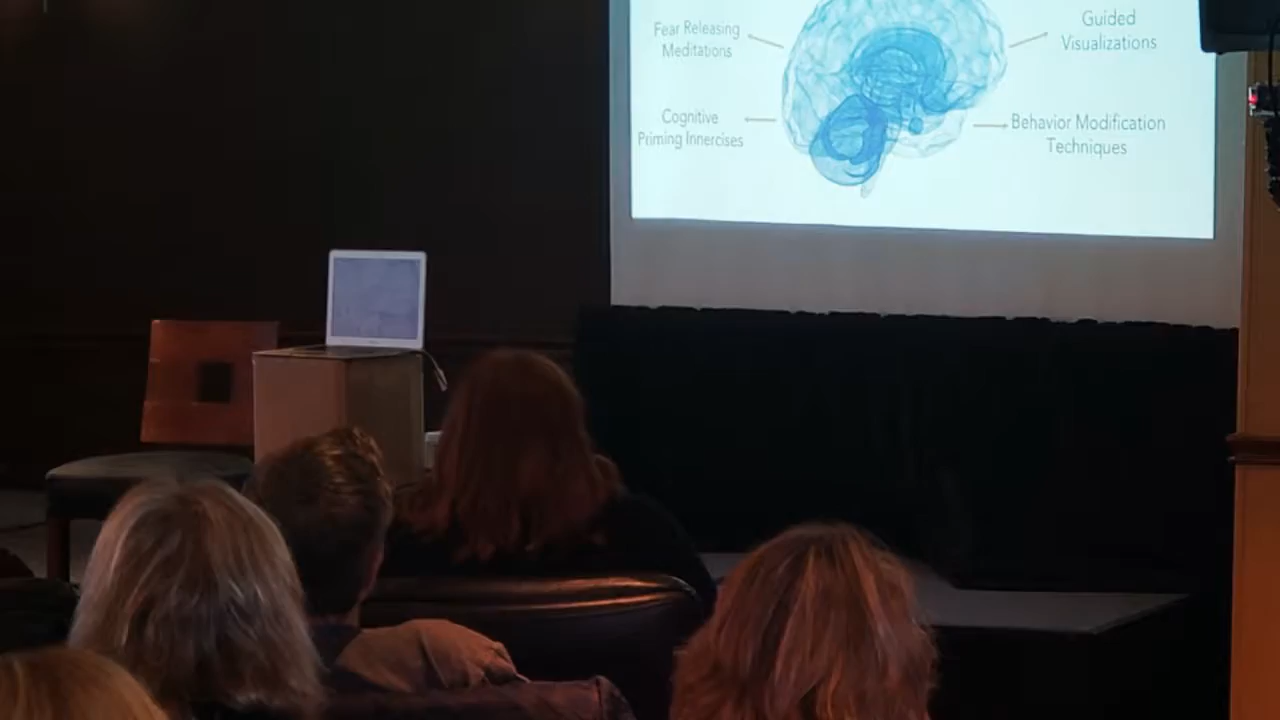 Fear Releasing
Meditations
Cognitive
Priming Innercises
Guided
Visualizations
Behavior Modification
Techniques